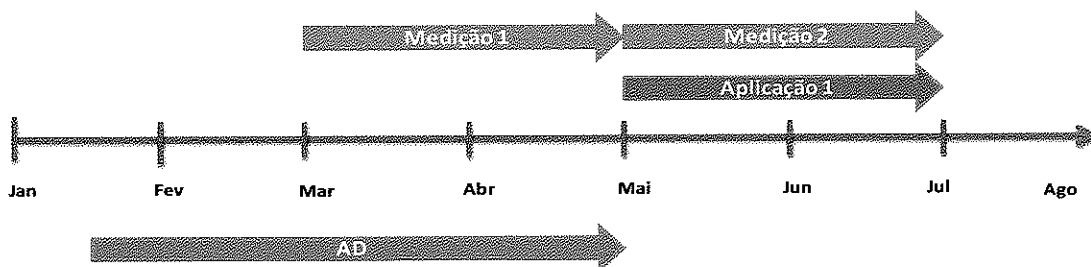 Medição 1 Medição 2
Aplicação 1
Jan Fev Mar Abr Mai Jun Jul Ago
AD